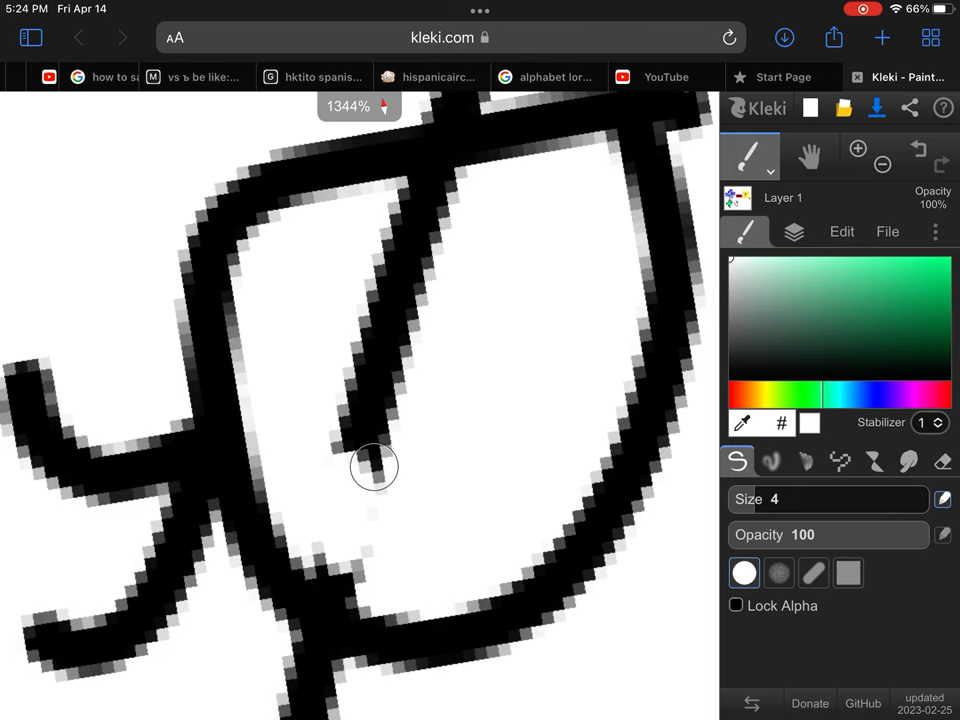 5:24 PM Fri Apr 14
66%
AA
kleki.com
how to sa
vs ъ be like:...
hktito spanis...
hispanicairc...
alphabet lor...
YouTube
Start Page
Kleki - Paint...
1344%
Kleki
?
Layer 1
Opacity
100%
Edit
File
#
Stabilizer 1
Size 4
Opacity 100
Lock Alpha
Donate
GitHub
updated
2023-02-25